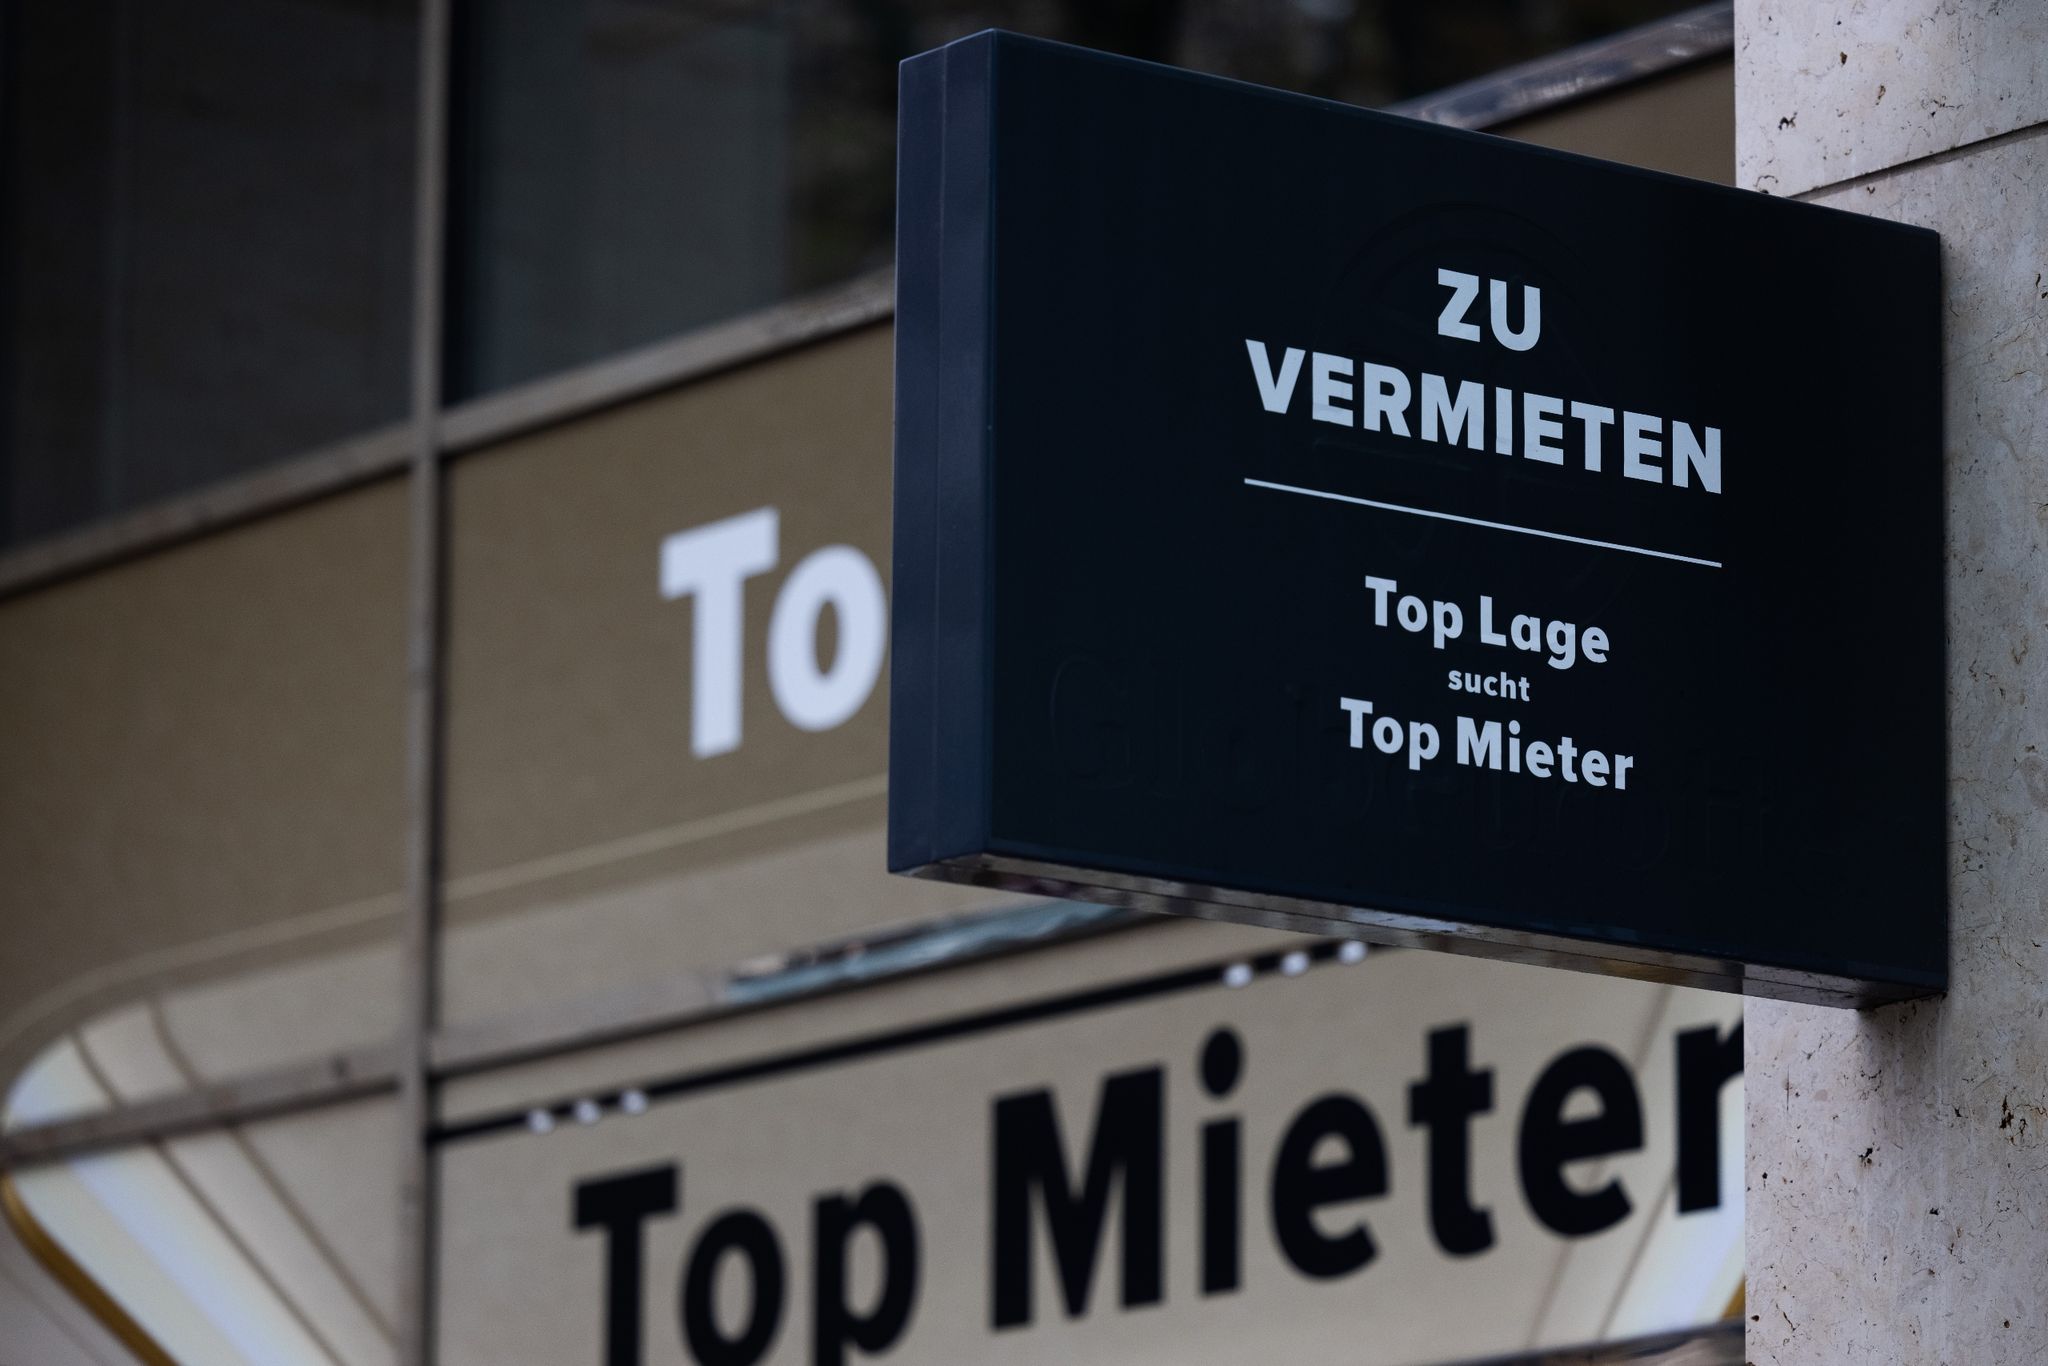 ZU
VERMIETEN
Top Lage
sucht
Top Mieter
To
Top Mieter